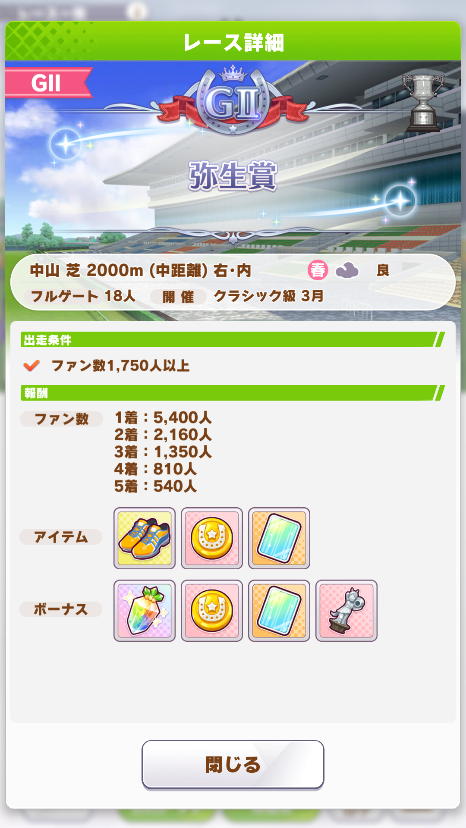 レース詳細
GII
GII
弥生賞
中山 芝 2000m (中距離) 右・内
春
良
フルゲート 18人
開催
クラシック級 3月
出走条件
ファン数1,750人以上
報酬
ファン数
1着：5,400人
2着：2,160人
3着：1,350人
4着：810人
5着：540人
アイテム
ボーナス
閉じる